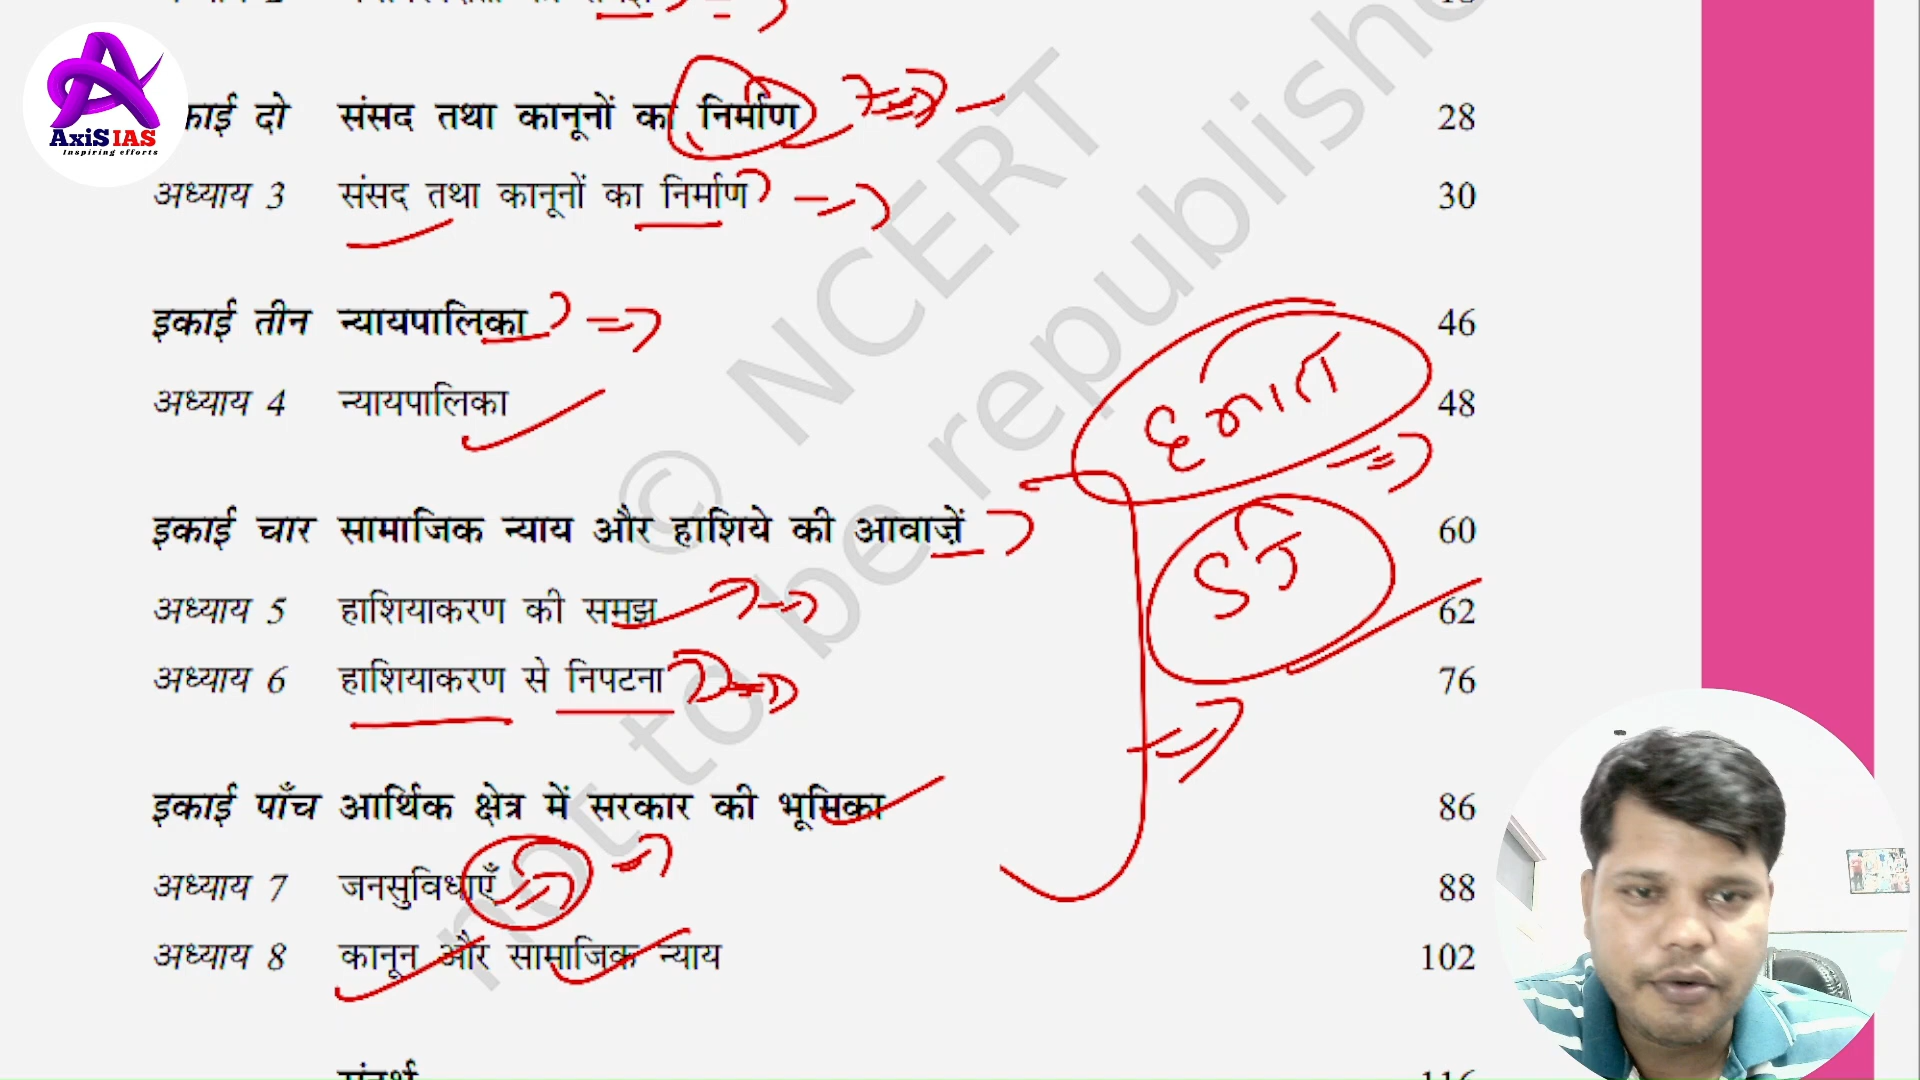 इकाई दो संसद तथा कानूनों का निर्माण 28
अध्याय 3 संसद तथा कानूनों का निर्माण 30
इकाई तीन न्यायपालिका 46
अध्याय 4 न्यायपालिका 48
इकाई चार सामाजिक न्याय और हाशिये की आवाज़ें 60
अध्याय 5 हाशियाकरण की समझ 62
अध्याय 6 हाशियाकरण से निपटना 76
इकाई पाँच आर्थिक क्षेत्र में सरकार की भूमिका 86
अध्याय 7 जनसुविधाएँ 88
अध्याय 8 कानून और सामाजिक न्याय 102
© NCERT
not to be republished
SJ
AxiS IAS
Inspiring efforts